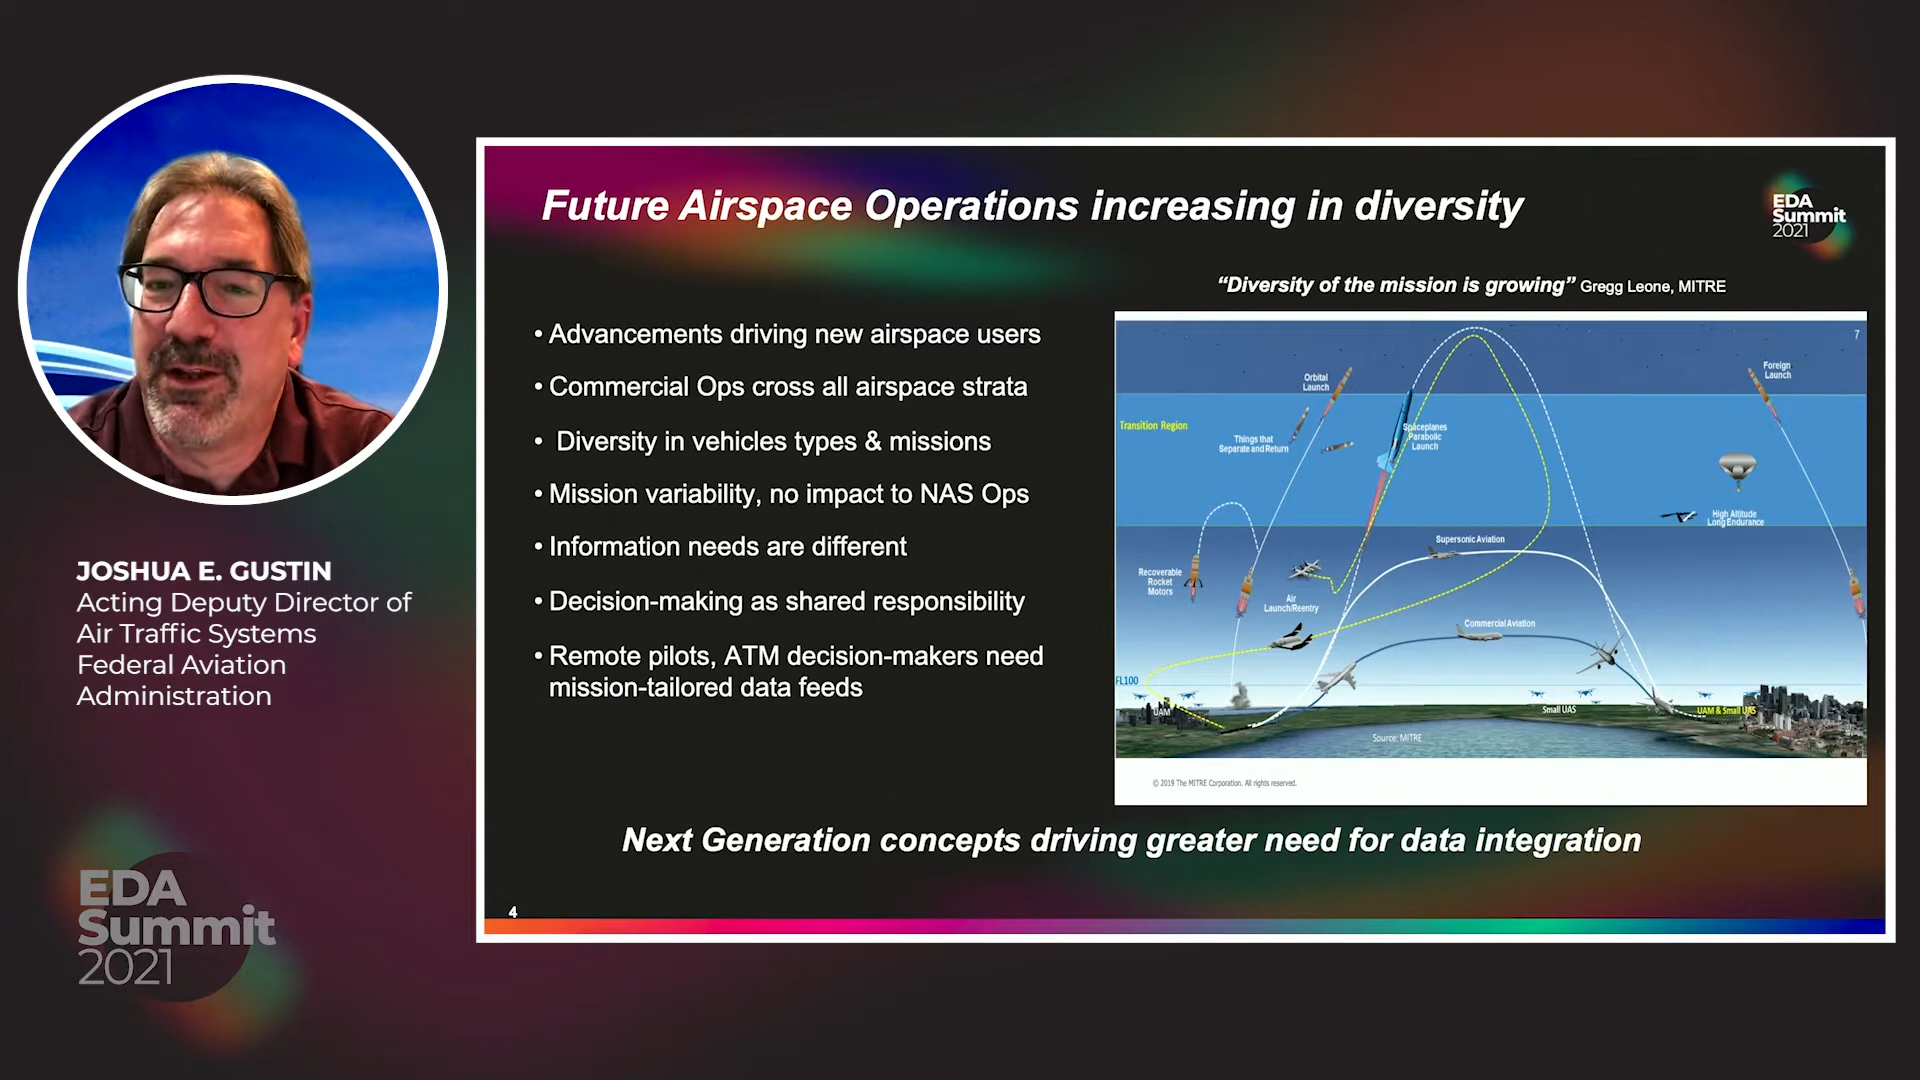 JOSHUA E. GUSTIN
Acting Deputy Director of
Air Traffic Systems
Federal Aviation
Administration
EDA
Summit
2021
Future Airspace Operations increasing in diversity
EDA
Summit
2021
“Diversity of the mission is growing” Gregg Leone, MITRE
• Advancements driving new airspace users
• Commercial Ops cross all airspace strata
• Diversity in vehicles types & missions
• Mission variability, no impact to NAS Ops
• Information needs are different
• Decision-making as shared responsibility
• Remote pilots, ATM decision-makers need
mission-tailored data feeds
7
Orbital
Launch
Foreign
Launch
Transition Region
Things that
Separate and Return
Spaceplanes
Parabolic
Launch
High Altitude
Long Endurance
Supersonic Aviation
Recoverable
Rocket
Motors
Air
Launch/Reentry
Commercial Aviation
FL100
UAM
Small UAS
UAM & Small UAS
Source: MITRE
© 2019 The MITRE Corporation. All rights reserved.
Next Generation concepts driving greater need for data integration
4